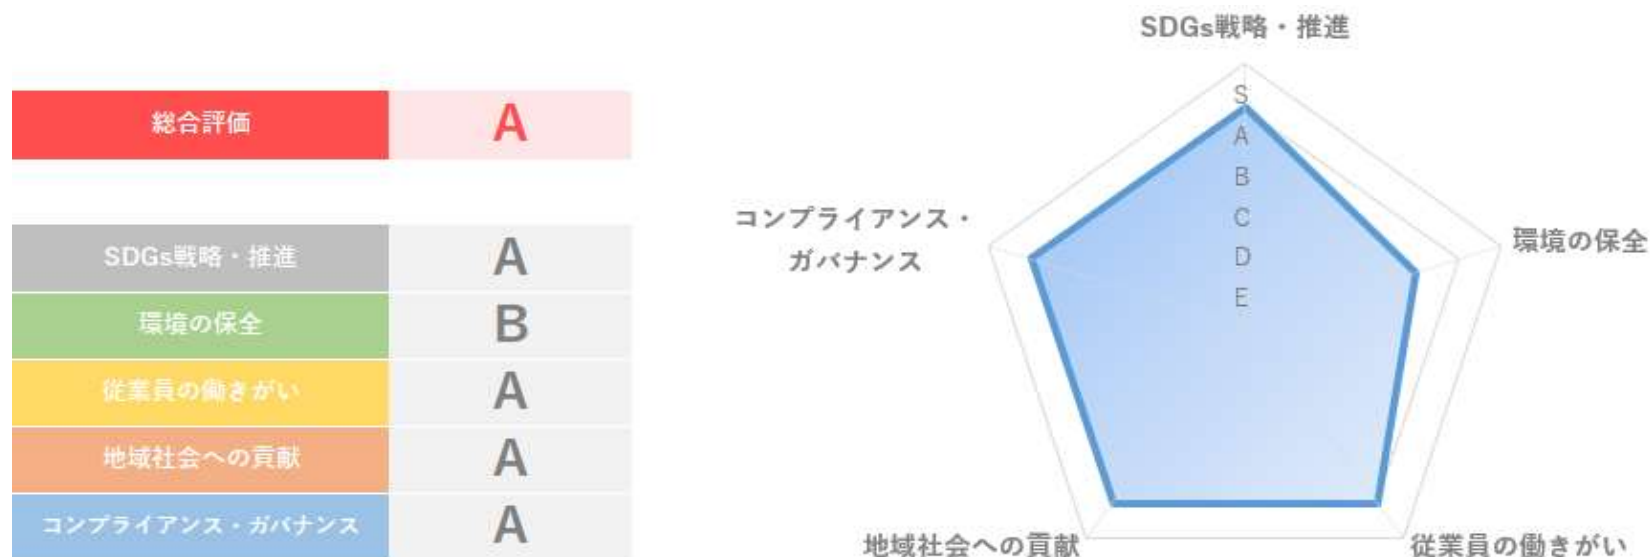 総合評価 A
SDGs戦略・推進 A
環境の保全 B
従業員の働きがい A
地域社会への貢献 A
コンプライアンス・ガバナンス A
SDGs戦略・推進
S
A
B
C
D
E
コンプライアンス・
ガバナンス
環境の保全
地域社会への貢献
従業員の働きがい